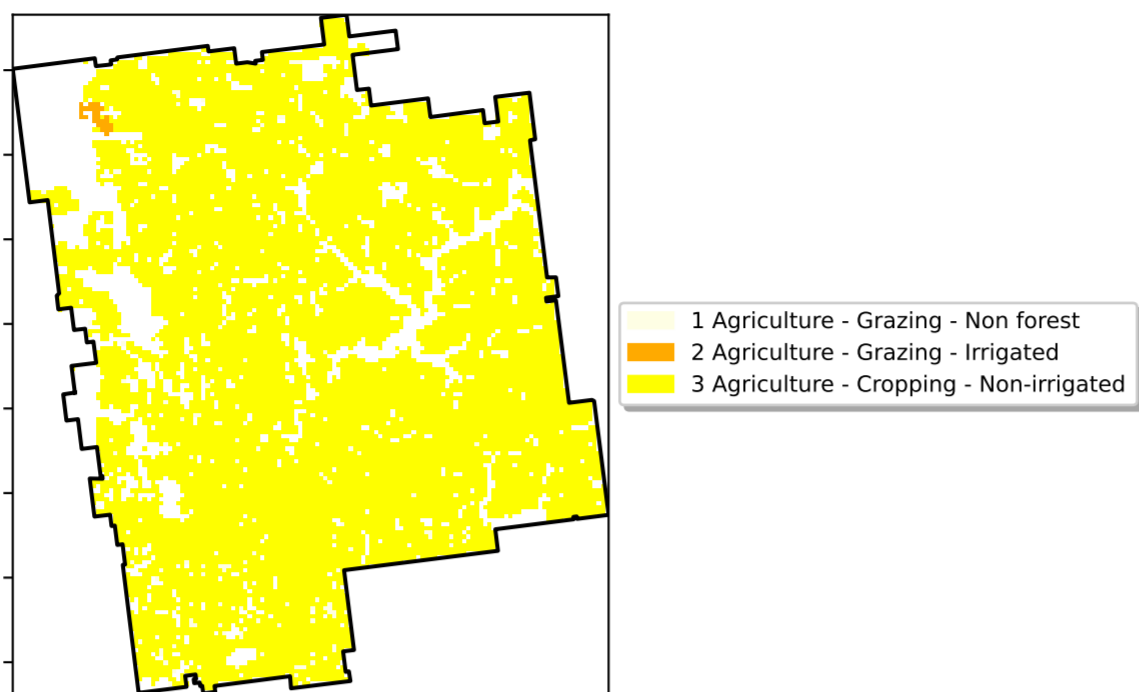 1 Agriculture - Grazing - Non forest
2 Agriculture - Grazing - Irrigated
3 Agriculture - Cropping - Non-irrigated